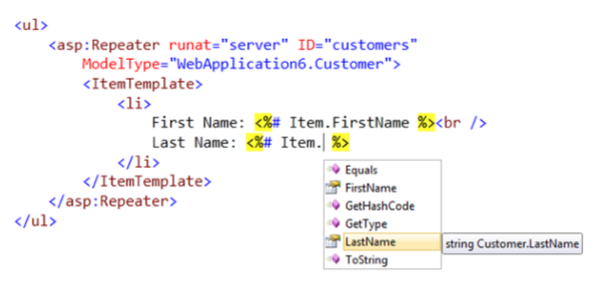 <ul>
<asp:Repeater runat="server" ID="customers"
ModelType="WebApplication6.Customer">
<ItemTemplate>
<li>
First Name: <%# Item.FirstName %><br />
Last Name: <%# Item. %>
</li>
</ItemTemplate>
</asp:Repeater>
</ul>
Equals
FirstName
GetHashCode
GetType
LastName string Customer.LastName
ToString